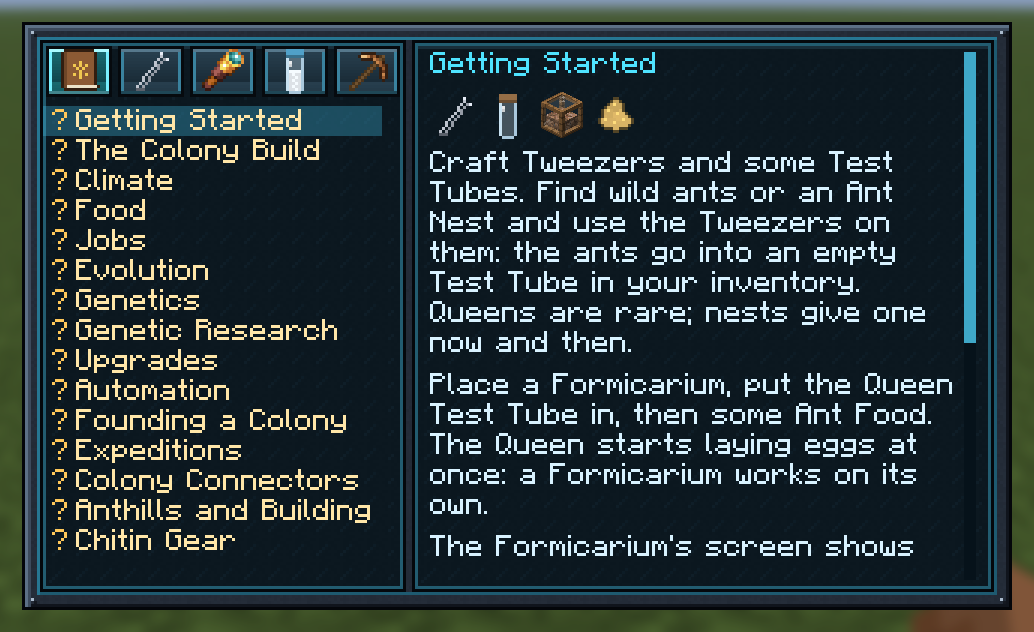 ? Getting Started
? The Colony Build
? Climate
? Food
? Jobs
? Evolution
? Genetics
? Genetic Research
? Upgrades
? Automation
? Founding a Colony
? Expeditions
? Colony Connectors
? Anthills and Building
? Chitin Gear
Getting Started
Craft Tweezers and some Test
Tubes. Find wild ants or an Ant
Nest and use the Tweezers on
them: the ants go into an empty
Test Tube in your inventory.
Queens are rare; nests give one
now and then.
Place a Formicarium, put the Queen
Test Tube in, then some Ant Food.
The Queen starts laying eggs at
once: a Formicarium works on its
own.
The Formicarium's screen shows